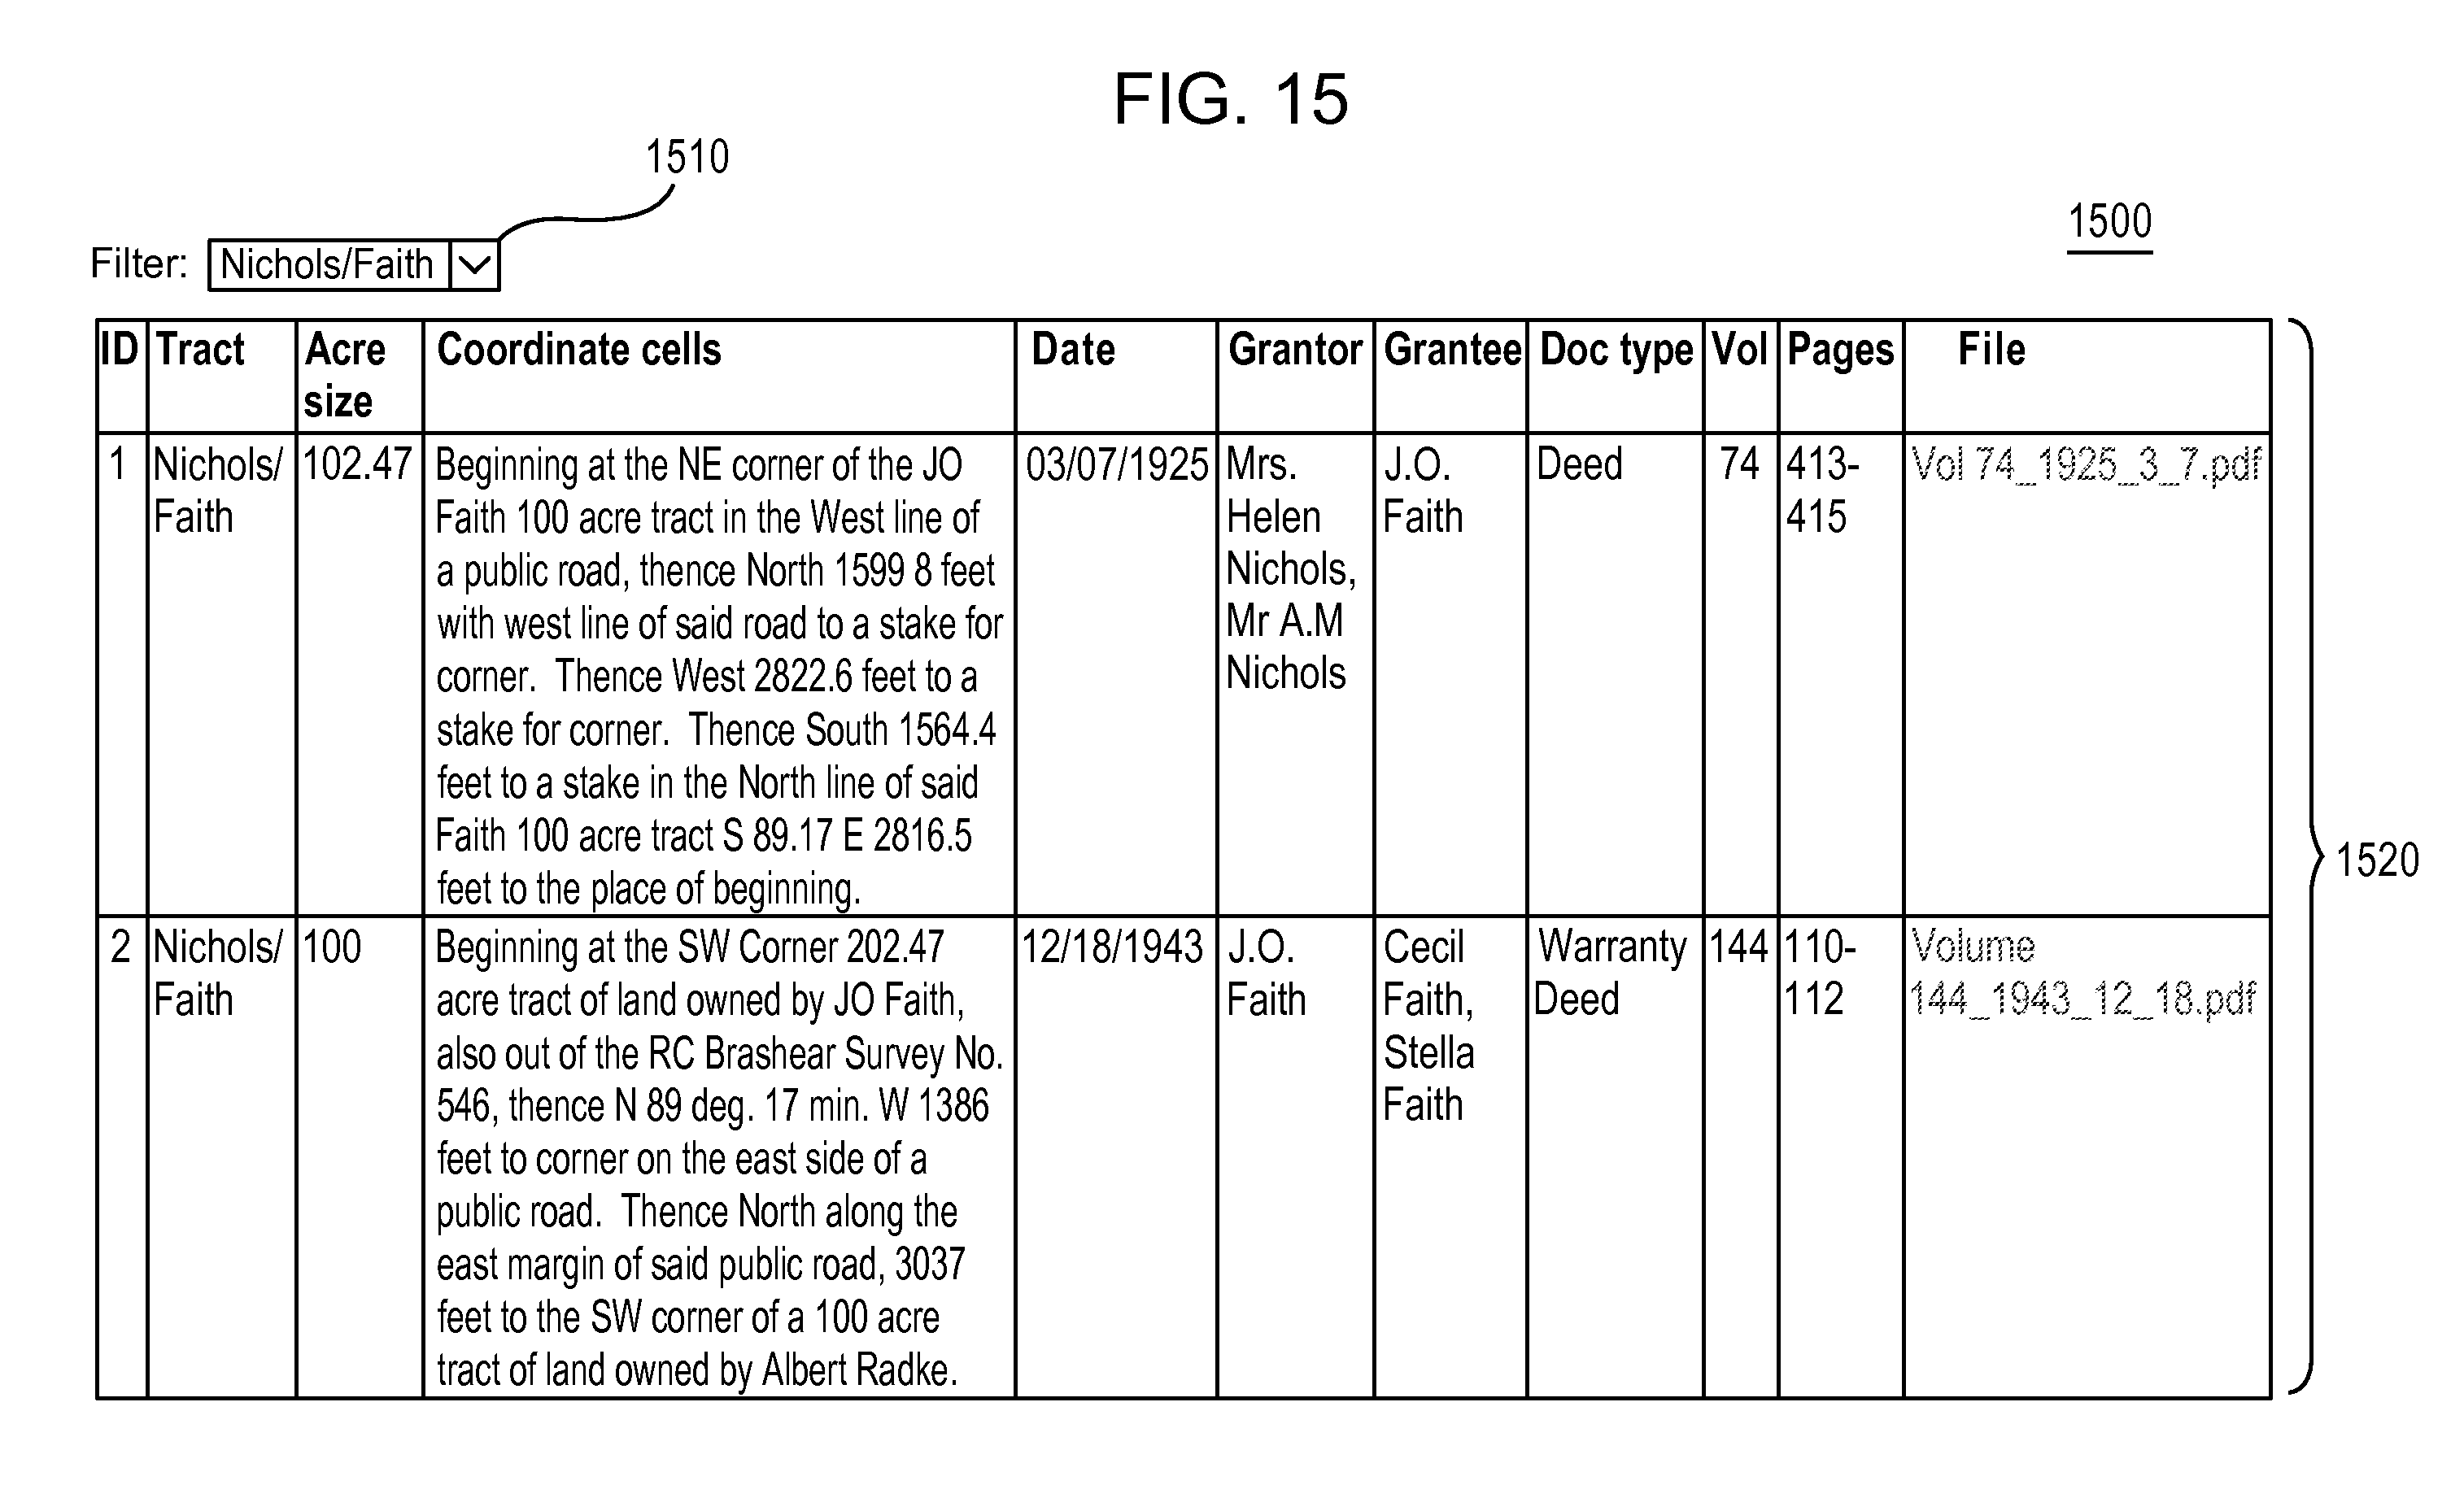 FIG. 15
1510
1500
Filter: Nichols/Faith
ID Tract Acre size Coordinate cells Date Grantor Grantee Doc type Vol Pages File
1
Nichols/
Faith
102.47
Beginning at the NE corner of the JO
Faith 100 acre tract in the West line of
a public road, thence North 1599 8 feet
with west line of said road to a stake for
corner. Thence West 2822.6 feet to a
stake for corner. Thence South 1564.4
feet to a stake in the North line of said
Faith 100 acre tract S 89.17 E 2816.5
feet to the place of beginning.
03/07/1925
Mrs.
Helen
Nichols,
Mr A.M
Nichols
J.O.
Faith
Deed
74
413-
415
Vol 74_1925_3_7.pdf
2
Nichols/
Faith
100
Beginning at the SW Corner 202.47
acre tract of land owned by JO Faith,
also out of the RC Brashear Survey No.
546, thence N 89 deg. 17 min. W 1386
feet to corner on the east side of a
public road. Thence North along the
east margin of said public road, 3037
feet to the SW corner of a 100 acre
tract of land owned by Albert Radke.
12/18/1943
J.O.
Faith
Cecil
Faith,
Stella
Faith
Warranty
Deed
144
110-
112
Volume
144_1943_12_18.pdf
1520